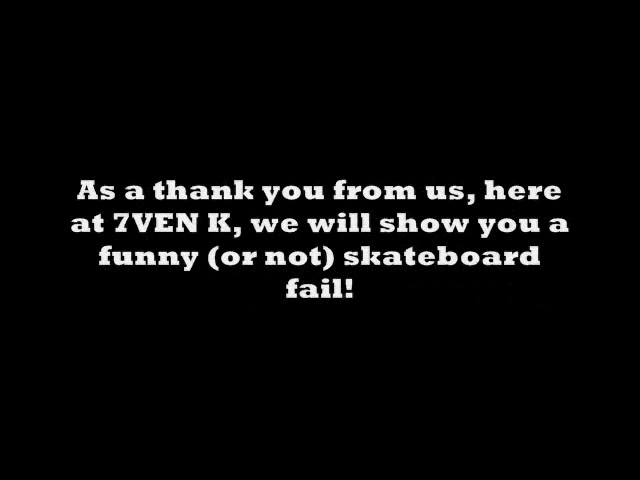 As a thank you from us, here
at 7VEN K, we will show you a
funny (or not) skateboard
fail!